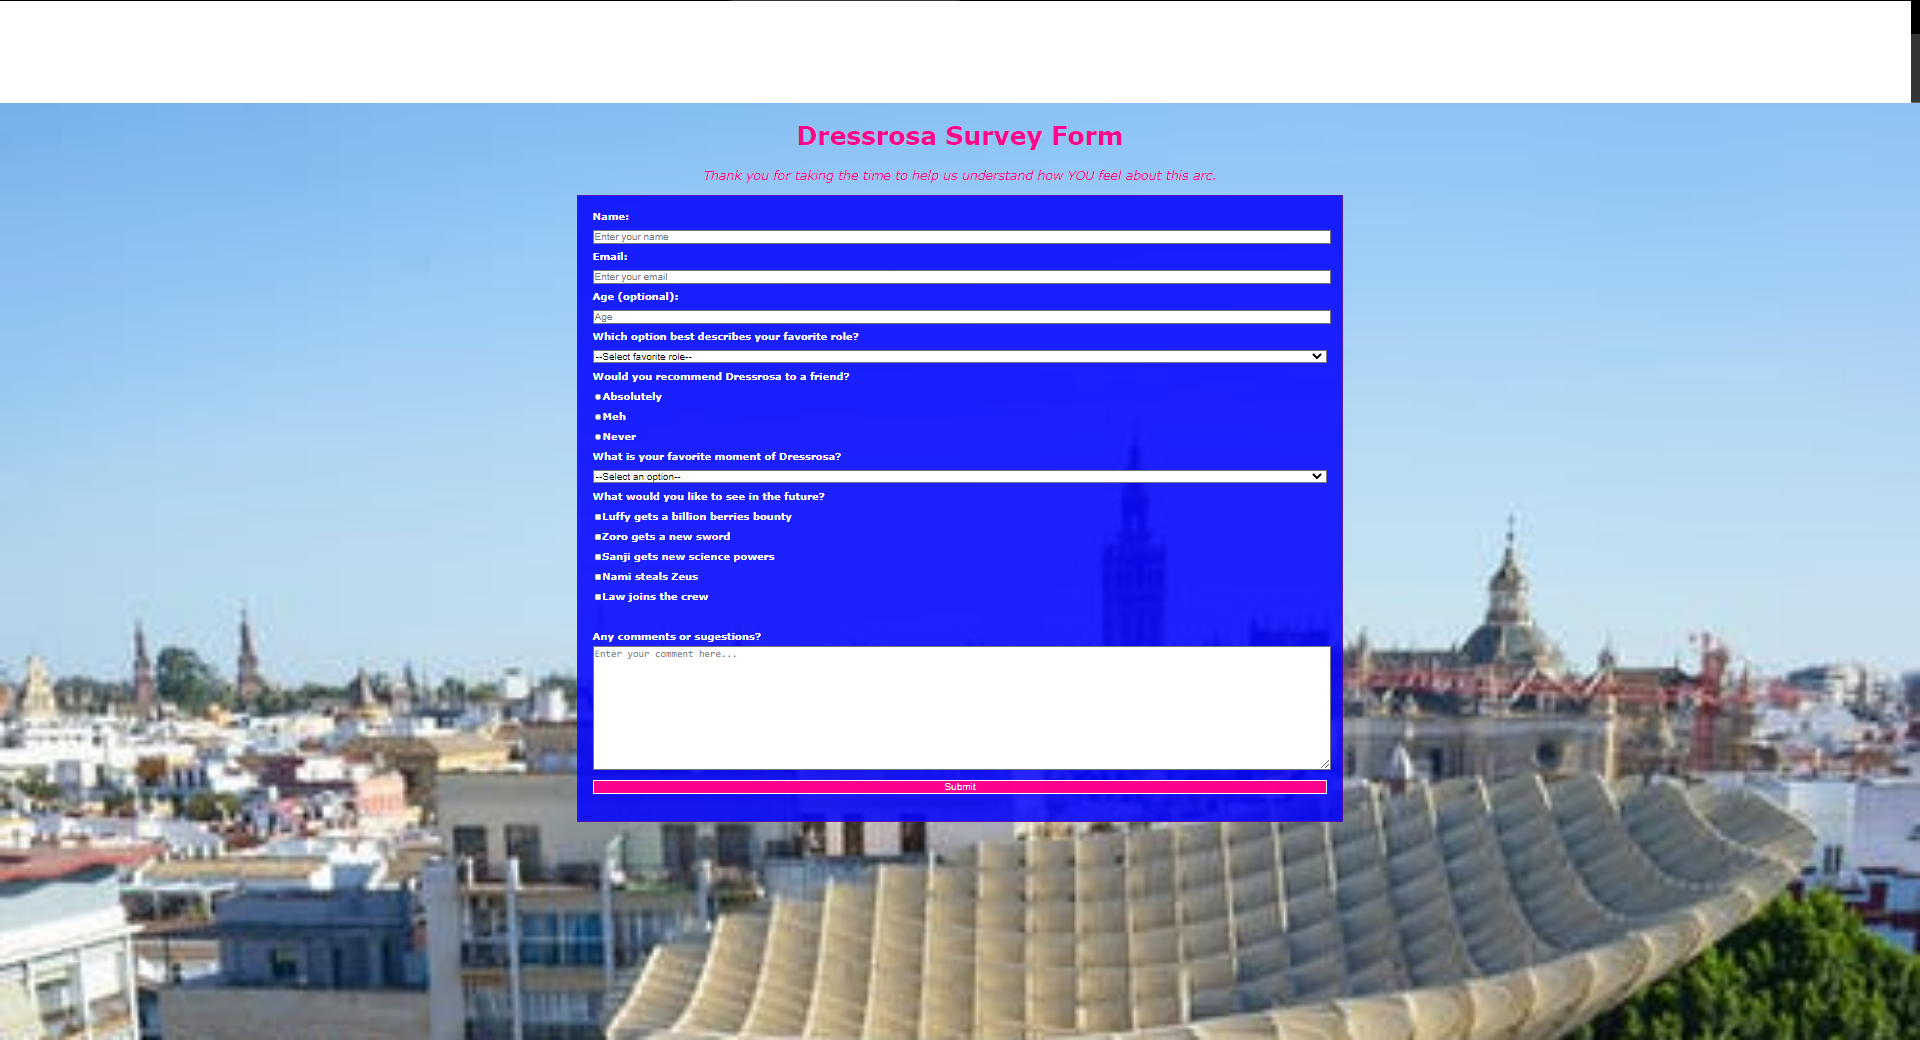 Dressrosa Survey Form
Thank you for taking the time to help us understand how YOU feel about this arc.
Name:
Enter your name
Email:
Enter your email
Age (optional):
Age
Which option best describes your favorite role?
--Select favorite role--
Would you recommend Dressrosa to a friend?
Absolutely
Meh
Never
What is your favorite moment of Dressrosa?
--Select an option--
What would you like to see in the future?
Luffy gets a billion berries bounty
Zoro gets a new sword
Sanji gets new science powers
Nami steals Zeus
Law joins the crew
Any comments or sugestions?
Enter your comment here...
Submit